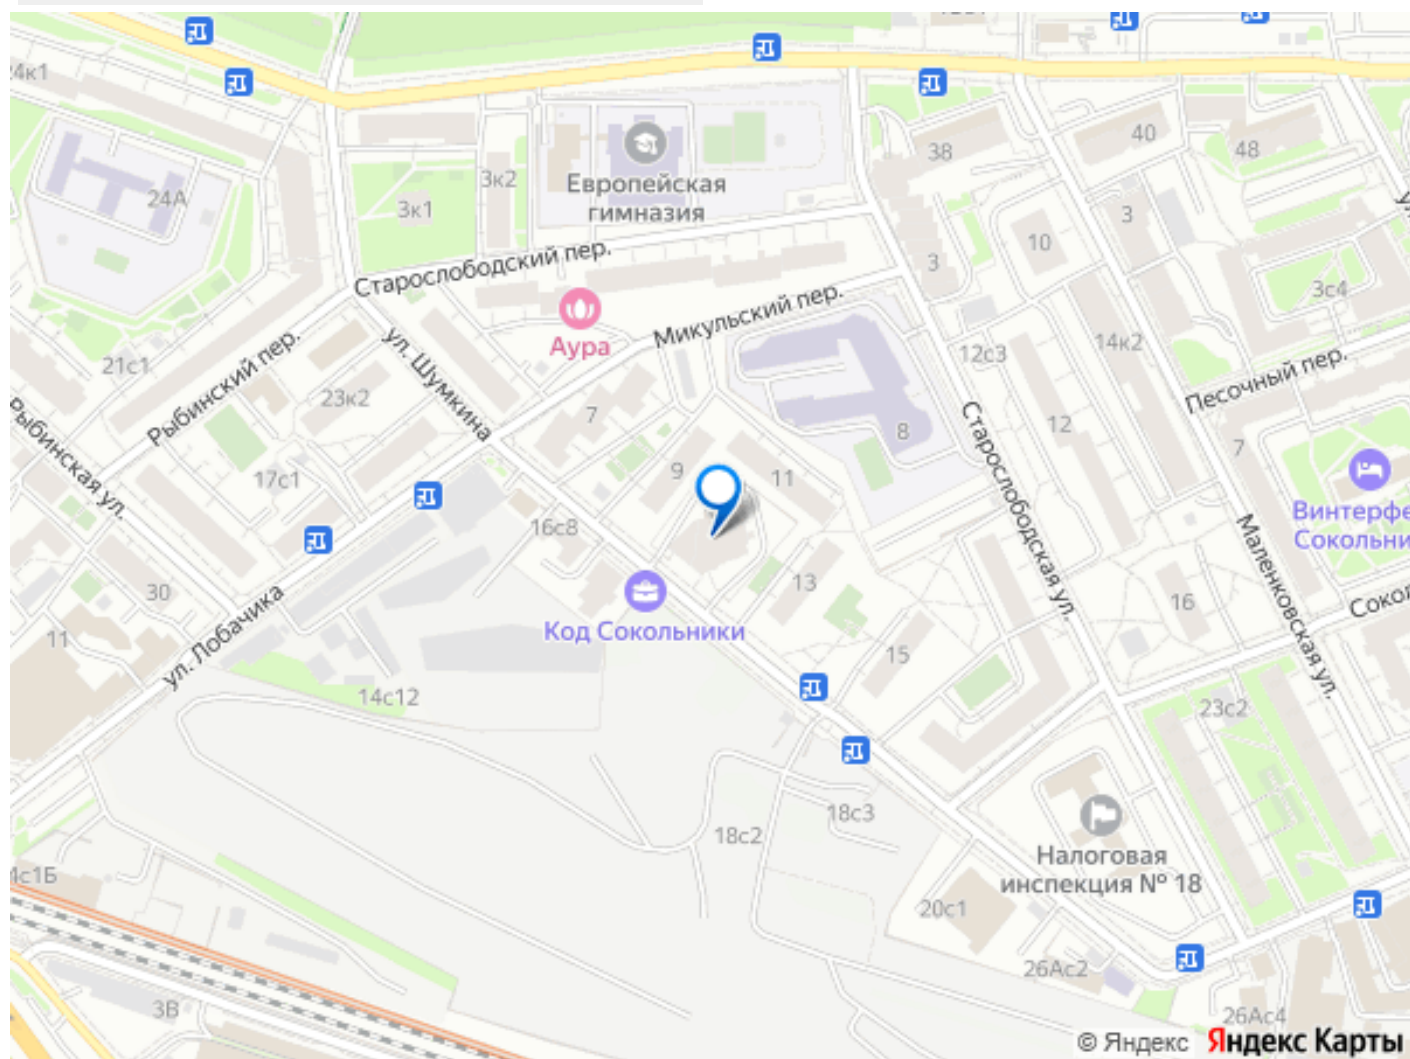 24к1
24А
3к2
3к1
Европейская
гимназия
38
40
48
3
10
3
3с4
Старослободский пер.
Микульский пер.
Аура
ул. Шумкина
Рыбинский пер.
21с1
23к2
7
12с3
14к2
Песочный пер.
Рыбинская ул.
17с1
9
11
8
12
7
Старослободская ул.
Винтерфе
Сокольни
16с8
Маленковская ул.
30
13
16
Сокол
Код Сокольники
11
ул. Лобачика
14с12
15
23с2
18с3
18с2
Налоговая
инспекция № 18
4с1Б
20с1
26Ас2
3В
26Ас4
© Яндекс Яндекс Карты